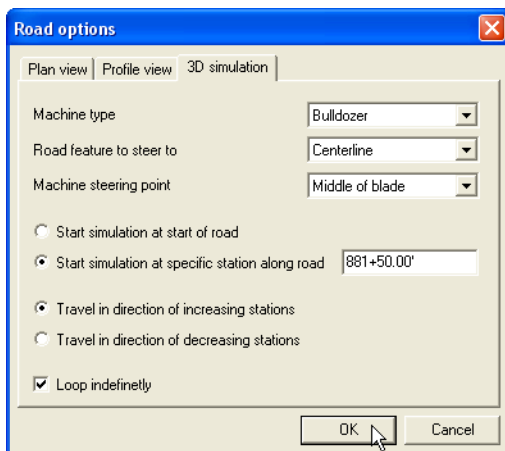 Road options
Plan view Profile view 3D simulation
Machine type Bulldozer
Road feature to steer to Centerline
Machine steering point Middle of blade
Start simulation at start of road
Start simulation at specific station along road 881+50.00'
Travel in direction of increasing stations
Travel in direction of decreasing stations
Loop indefinetly
OK Cancel